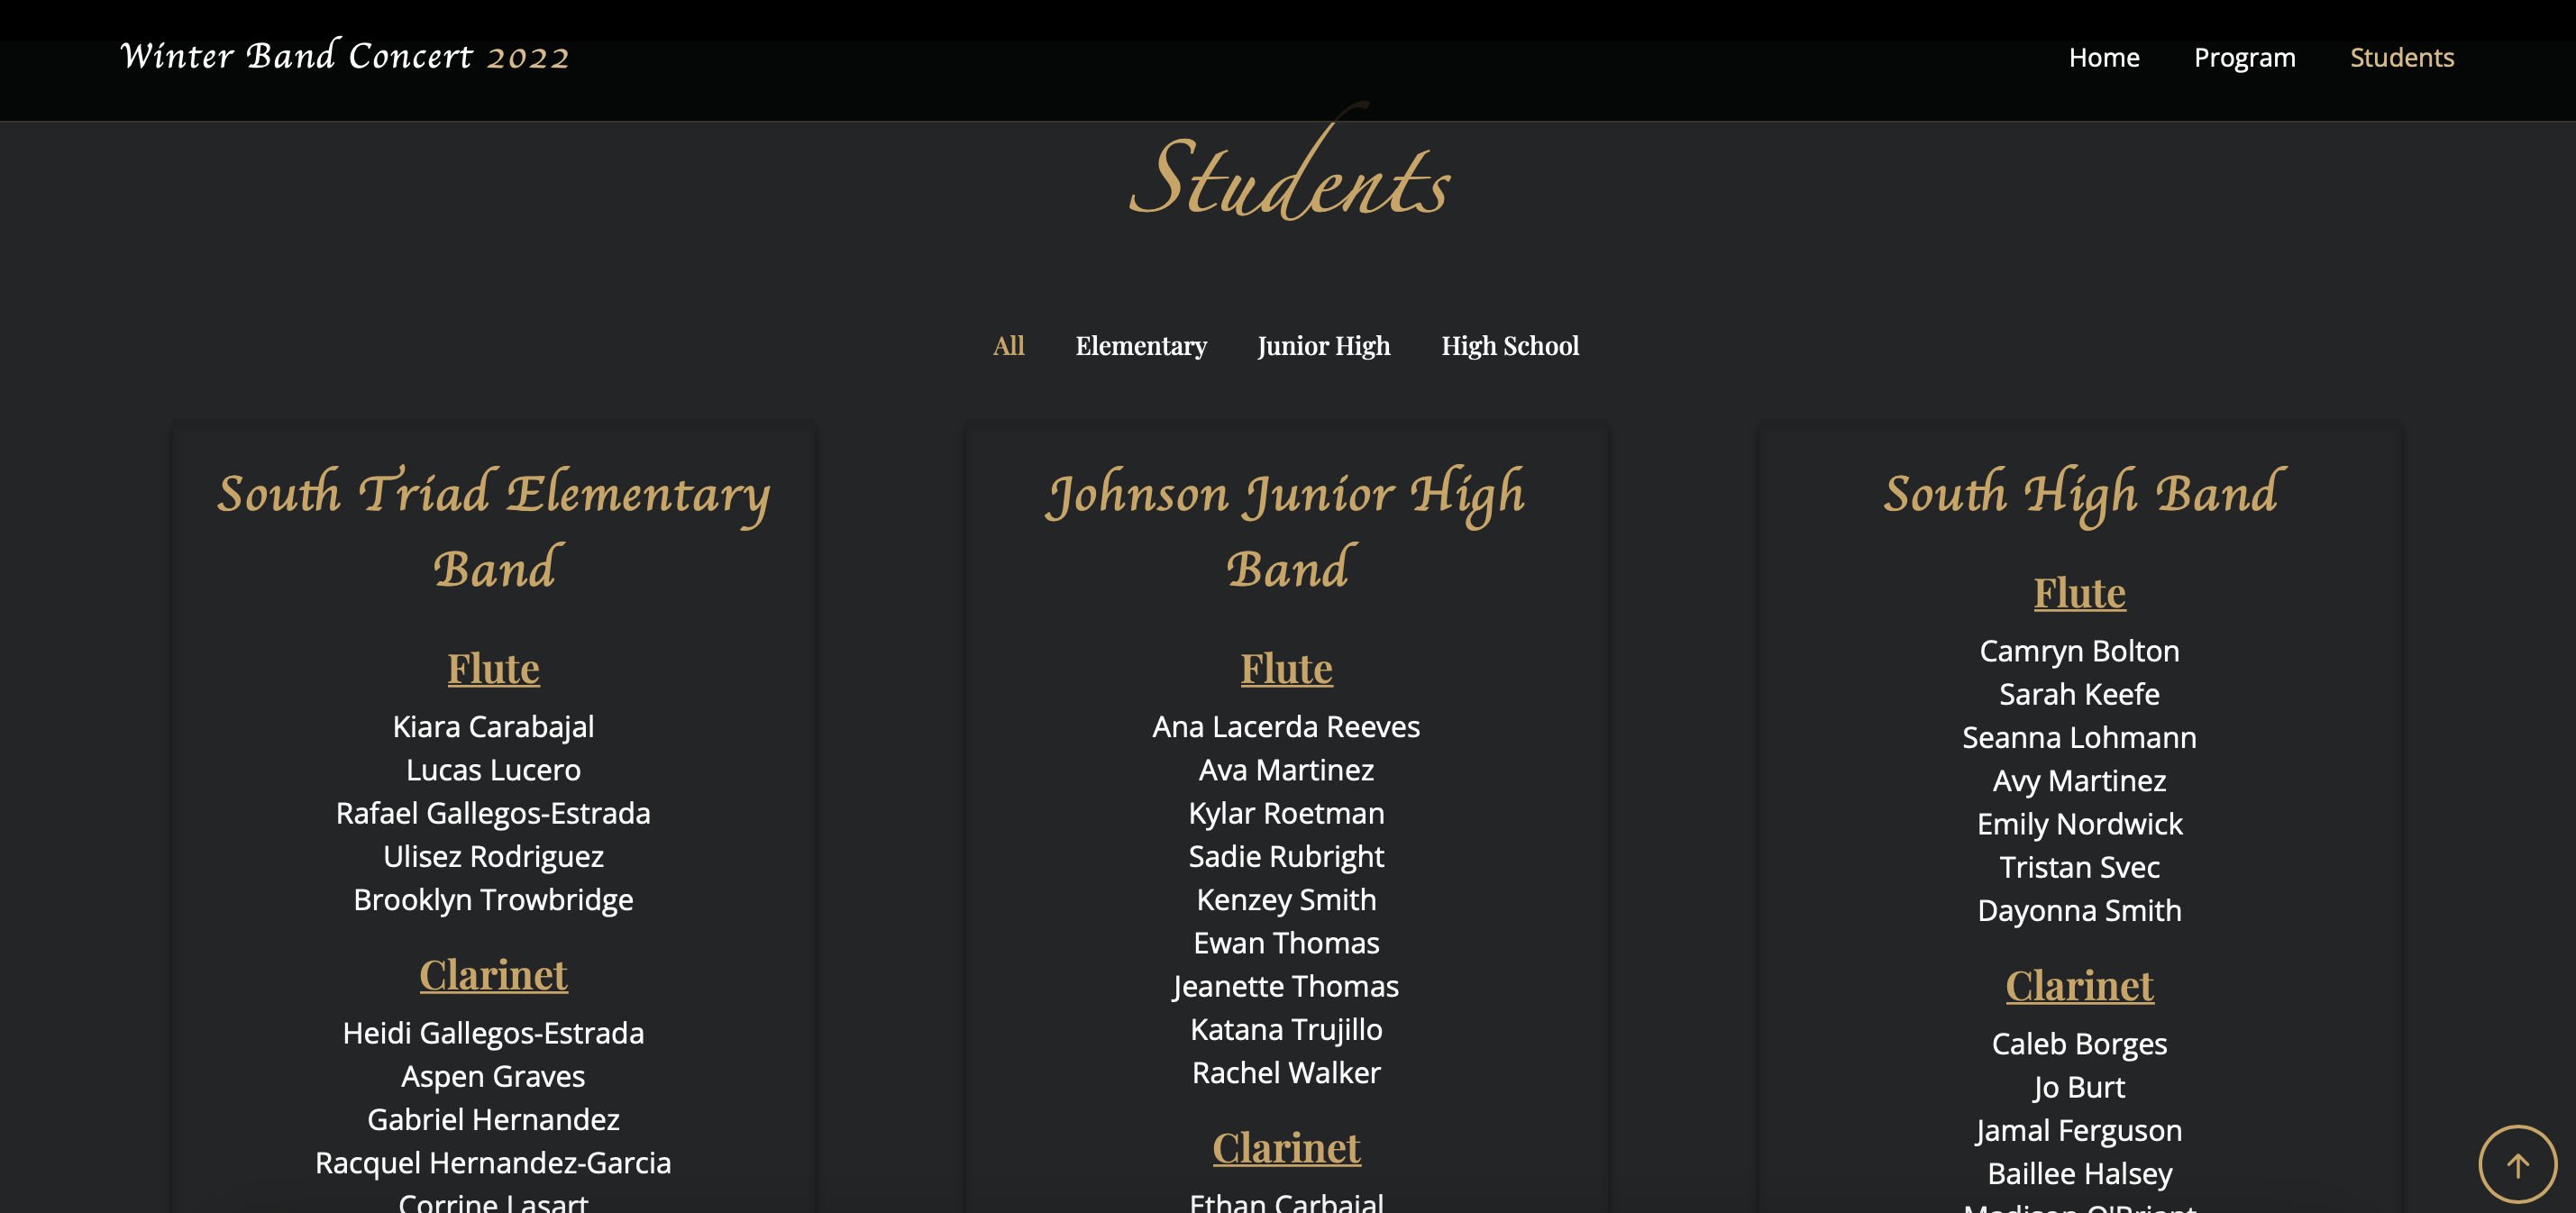 Winter Band Concert 2022
Home Program Students
Students
All Elementary Junior High High School
South Triad Elementary
Band
Flute
Kiara Carabajal
Lucas Lucero
Rafael Gallegos-Estrada
Ulisez Rodriguez
Brooklyn Trowbridge
Clarinet
Heidi Gallegos-Estrada
Aspen Graves
Gabriel Hernandez
Racquel Hernandez-Garcia
Corrine Lasart
Johnson Junior High
Band
Flute
Ana Lacerda Reeves
Ava Martinez
Kylar Roetman
Sadie Rubright
Kenzey Smith
Ewan Thomas
Jeanette Thomas
Katana Trujillo
Rachel Walker
Clarinet
Ethan Carbajal
South High Band
Flute
Camryn Bolton
Sarah Keefe
Seanna Lohmann
Avy Martinez
Emily Nordwick
Tristan Svec
Dayonna Smith
Clarinet
Caleb Borges
Jo Burt
Jamal Ferguson
Baillee Halsey
Madison O'Briant